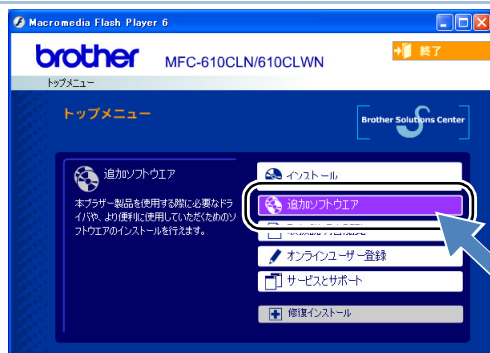 Macromedia Flash Player 6
brother
MFC-610CLN/610CLWN
終了
トップメニュー
トップメニュー
Brother Solutions Center
追加ソフトウエア
本ブラザー製品を使用する際に必要なドラ
イバや、より便利に使用していただくためのソ
フトウエアのインストールを行えます。
インストール
追加ソフトウエア
オンラインユーザー登録
サービスとサポート
修復インストール